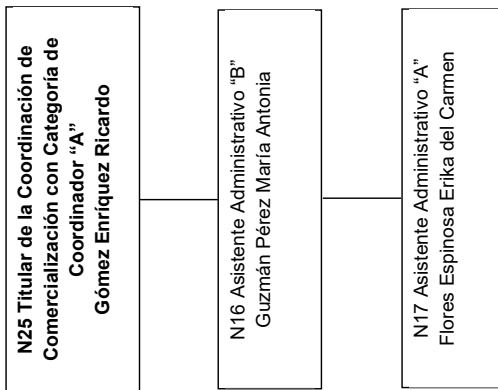 N25 Titular de la Coordinación de
Comercialización con Categoría de
Coordinador “A”
Gómez Enríquez Ricardo
N16 Asistente Administrativo “B”
Guzmán Pérez María Antonia
N17 Asistente Administrativo “A”
Flores Espinosa Erika del Carmen